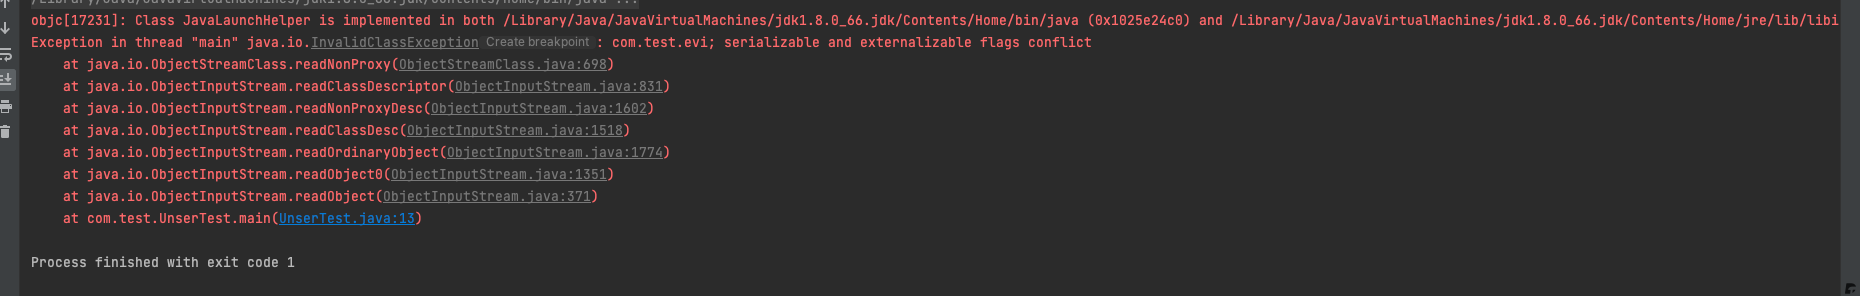 /Library/Java/JavaVirtualMachines/jdk1.8.0_66.jdk/Contents/Home/bin/java ...
objc[17231]: Class JavaLaunchHelper is implemented in both /Library/Java/JavaVirtualMachines/jdk1.8.0_66.jdk/Contents/Home/bin/java (0x1025e24c0) and /Library/Java/JavaVirtualMachines/jdk1.8.0_66.jdk/Contents/Home/jre/lib/libi
Exception in thread "main" java.io.InvalidClassException Create breakpoint : com.test.evi; serializable and externalizable flags conflict
at java.io.ObjectStreamClass.readNonProxy(ObjectStreamClass.java:698)
at java.io.ObjectInputStream.readClassDescriptor(ObjectInputStream.java:831)
at java.io.ObjectInputStream.readNonProxyDesc(ObjectInputStream.java:1602)
at java.io.ObjectInputStream.readClassDesc(ObjectInputStream.java:1518)
at java.io.ObjectInputStream.readOrdinaryObject(ObjectInputStream.java:1774)
at java.io.ObjectInputStream.readObject0(ObjectInputStream.java:1351)
at java.io.ObjectInputStream.readObject(ObjectInputStream.java:371)
at com.test.UnserTest.main(UnserTest.java:13)
Process finished with exit code 1